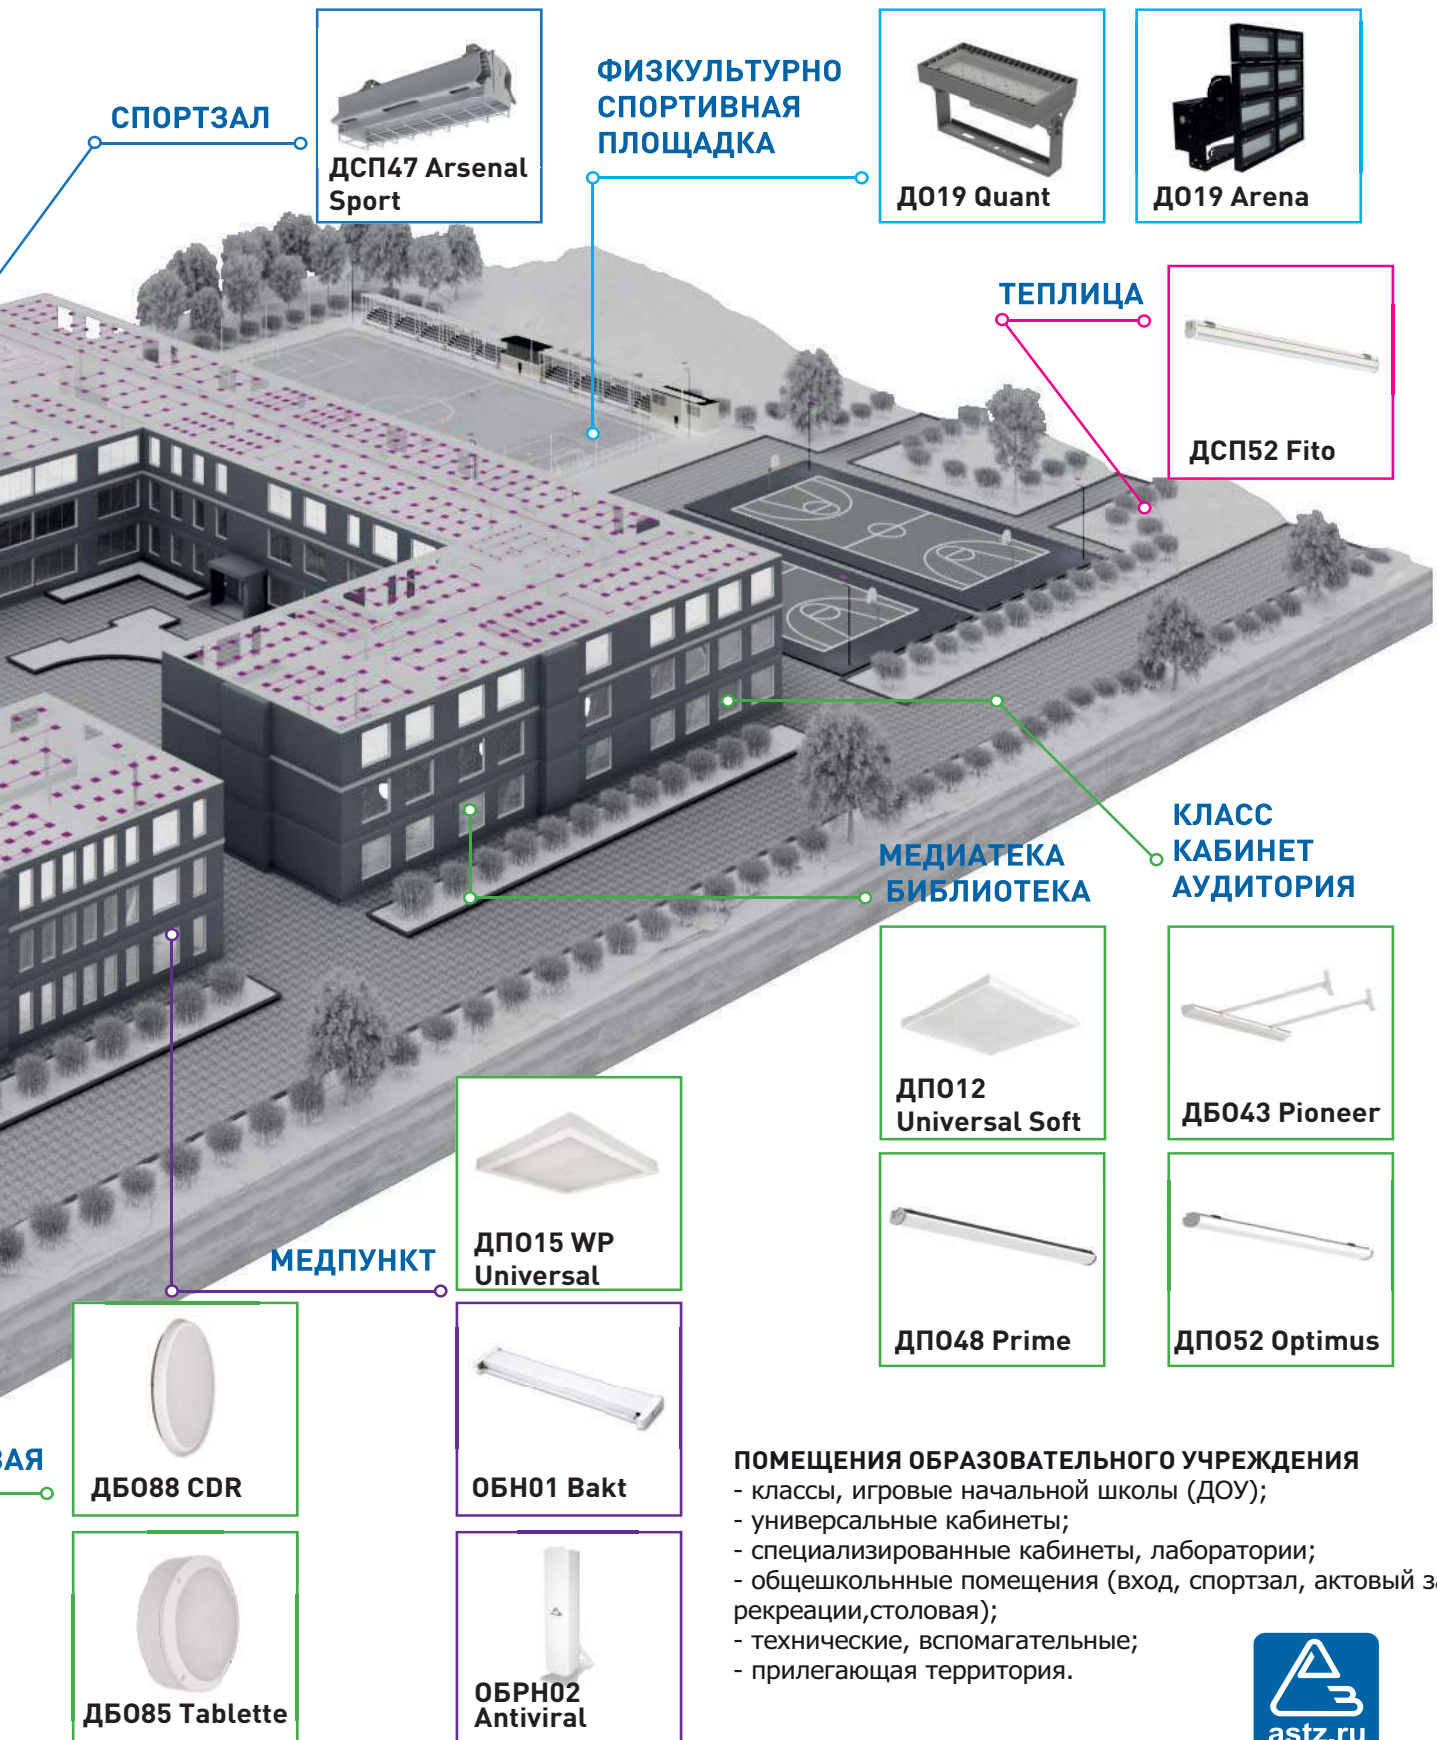 СПОРТЗАЛ
ДСП47 Arsenal
Sport
ФИЗКУЛЬТУРНО
СПОРТИВНАЯ
ПЛОЩАДКА
ДО19 Quant
ДО19 Arena
ТЕПЛИЦА
ДСП52 Fito
МЕДИАТЕКА
БИБЛИОТЕКА
КЛАСС
КАБИНЕТ
АУДИТОРИЯ
ДПО12
Universal Soft
ДБО43 Pioneer
ДПО48 Prime
ДПО52 Optimus
МЕДПУНКТ
ДПО15 WP
Universal
ВАЯ
ДБО88 CDR
ОБН01 Bakt
ДБО85 Tablette
ОБРН02
Antiviral
ПОМЕЩЕНИЯ ОБРАЗОВАТЕЛЬНОГО УЧРЕЖДЕНИЯ
- классы, игровые начальной школы (ДОУ);
- универсальные кабинеты;
- специализированные кабинеты, лаборатории;
- общешкольнные помещения (вход, спортзал, актовый за
рекреации,столовая);
- технические, вспомагательные;
- прилегающая территория.
astz.ru